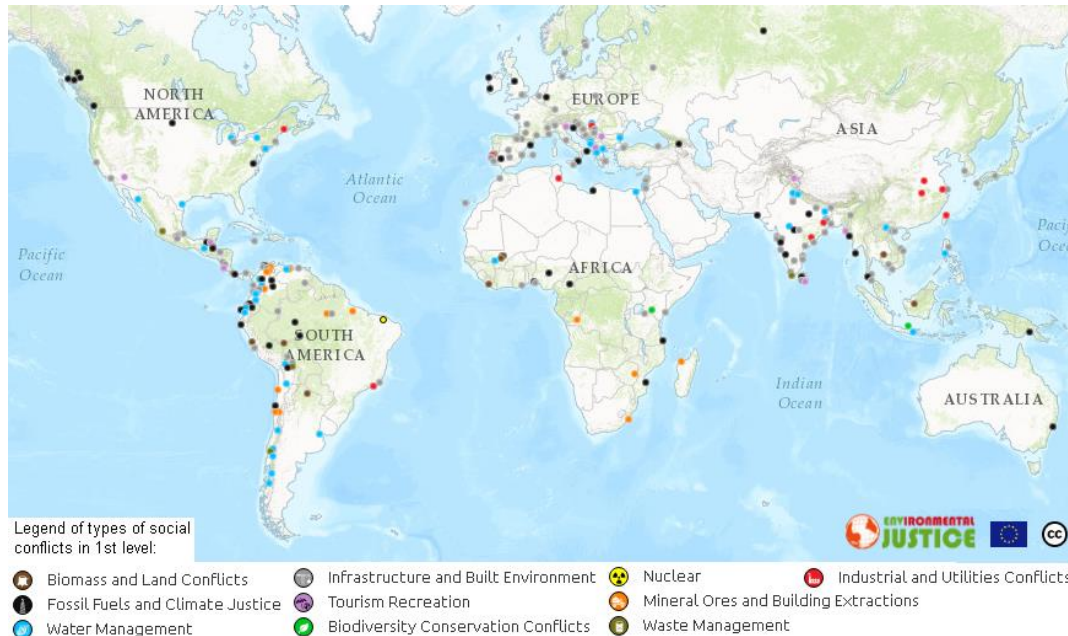 NORTH
AMERICA
EUROPE
ASIA
Atlantic
Ocean
Pacific
Ocean
AFRICA
SOUTH
AMERICA
Indian
Ocean
AUSTRALIA
Legend of types of social
conflicts in 1st level:
ENVIRONMENTAL
JUSTICE
cc
Biomass and Land Conflicts
Infrastructure and Built Environment
Nuclear
Industrial and Utilities Conflicts
Fossil Fuels and Climate Justice
Tourism Recreation
Mineral Ores and Building Extractions
Water Management
Biodiversity Conservation Conflicts
Waste Management